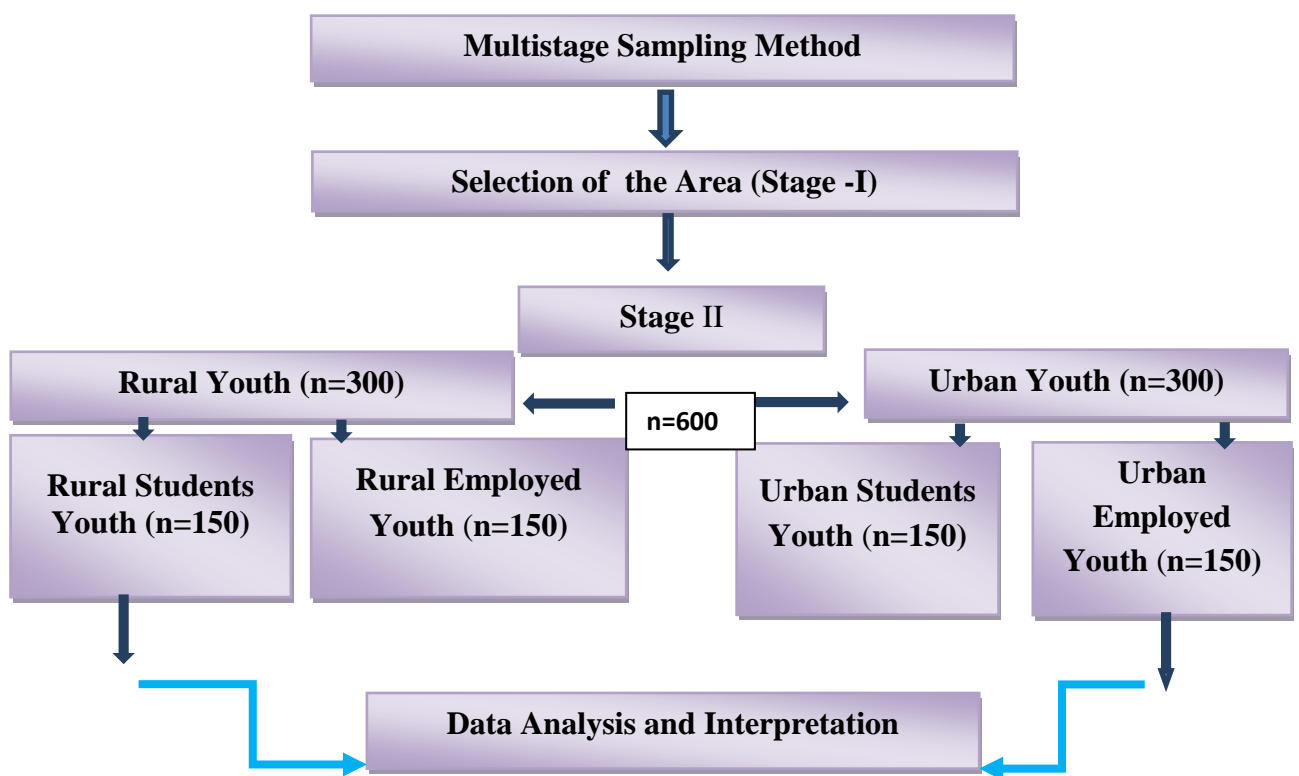 Multistage Sampling Method
Selection of the Area (Stage -I)
Stage II
Rural Youth (n=300)
Urban Youth (n=300)
n=600
Rural Students
Youth (n=150)
Rural Employed
Youth (n=150)
Urban Students
Youth (n=150)
Urban
Employed
Youth (n=150)
Data Analysis and Interpretation